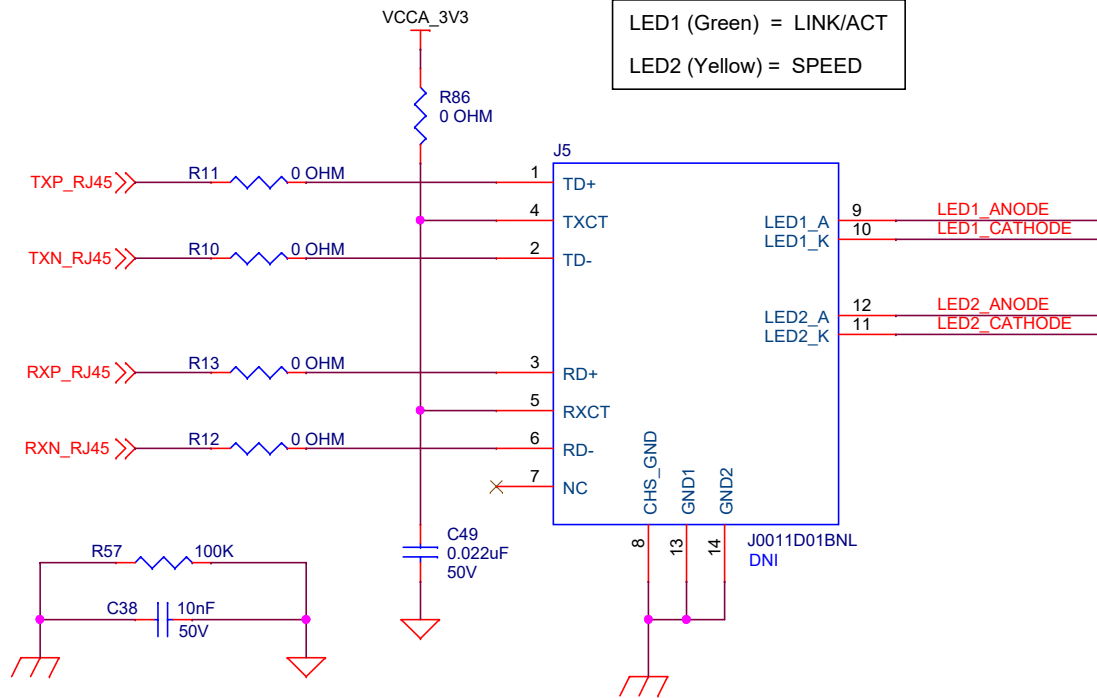 VCCA_3V3
LED1 (Green) = LINK/ACT
LED2 (Yellow) = SPEED
R86
0 OHM
J5
TXP_RJ45
R11
0 OHM
1
TD+
4
TXCT
TXN_RJ45
R10
0 OHM
2
TD-
LED1_A
9
LED1_ANODE
LED1_K
10
LED1_CATHODE
LED2_A
12
LED2_ANODE
LED2_K
11
LED2_CATHODE
RXP_RJ45
R13
0 OHM
3
RD+
5
RXCT
RXN_RJ45
R12
0 OHM
6
RD-
7
NC
CHS_GND
GND1
GND2
8
13
14
J0011D01BNL
DNI
C49
0.022uF
50V
R57
100K
C38
10nF
50V